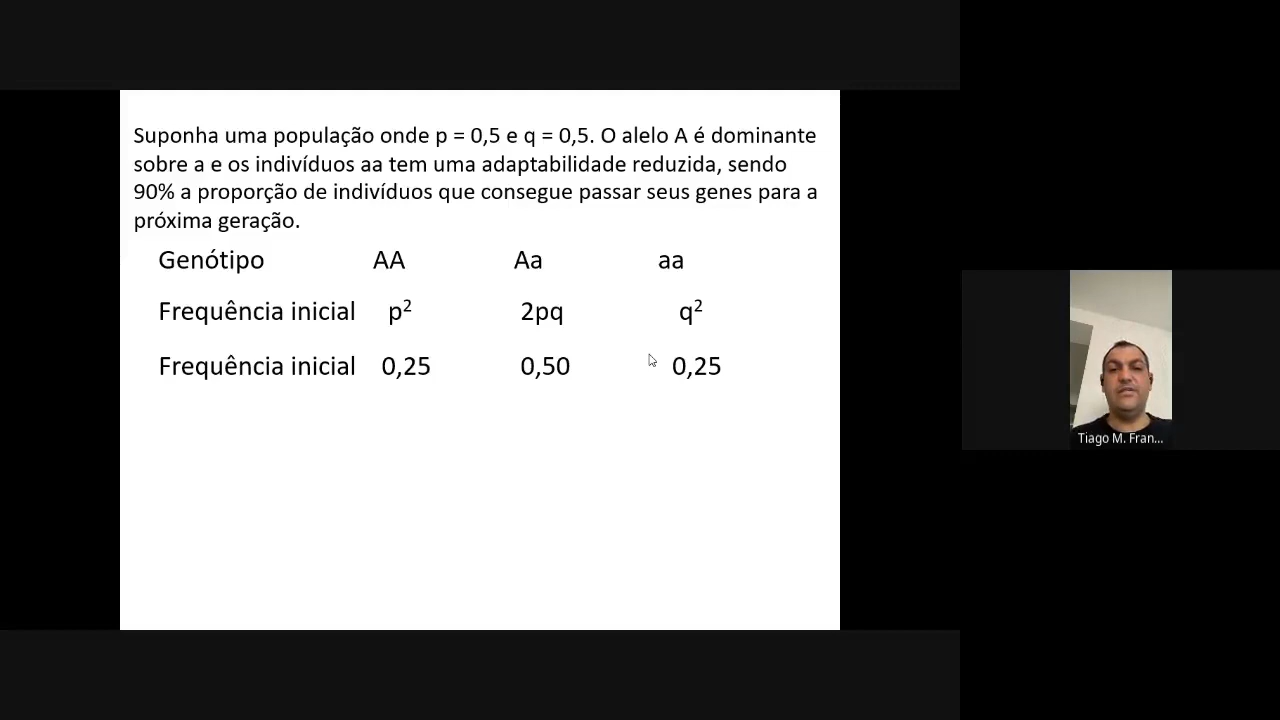 Suponha uma população onde p = 0,5 e q = 0,5. O alelo A é dominante
sobre a e os indivíduos aa tem uma adaptabilidade reduzida, sendo
90% a proporção de indivíduos que consegue passar seus genes para a
próxima geração.
Genótipo AA Aa aa
Frequência inicial p² 2pq q²
Frequência inicial 0,25 0,50 0,25
Tiago M. Fran...